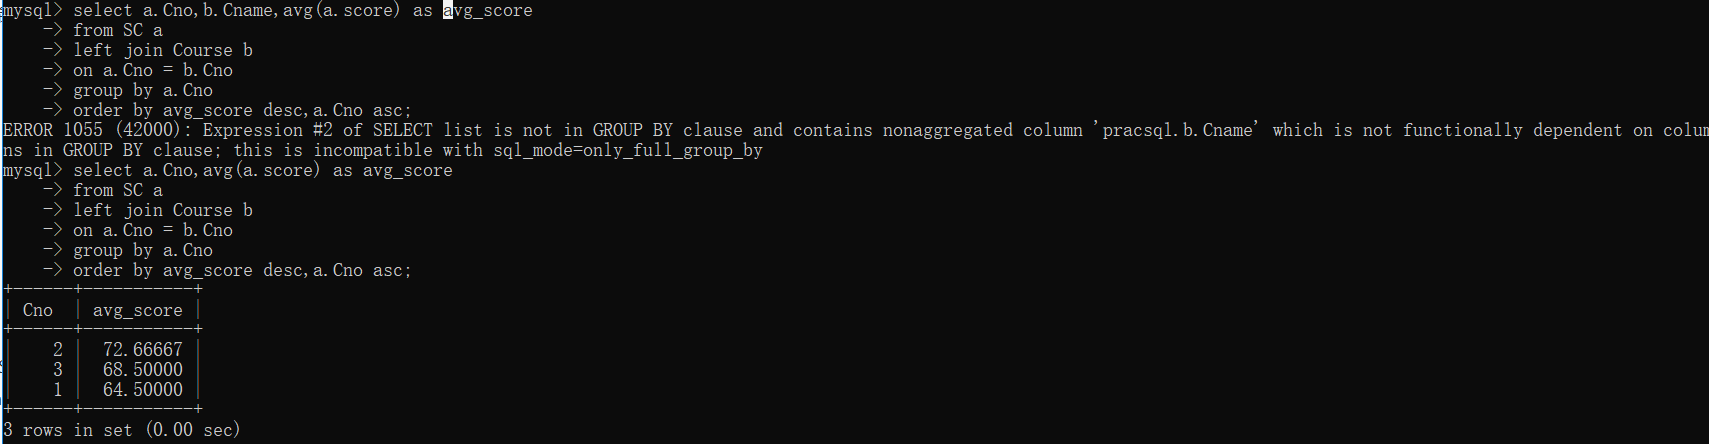 mysql> select a.Cno,b.Cname,avg(a.score) as avg_score
    -> from SC a
    -> left join Course b
    -> on a.Cno = b.Cno
    -> group by a.Cno
    -> order by avg_score desc,a.Cno asc;
ERROR 1055 (42000): Expression #2 of SELECT list is not in GROUP BY clause and contains nonaggregated column 'pracsql.b.Cname' which is not functionally dependent on colum
ns in GROUP BY clause; this is incompatible with sql_mode=only_full_group_by
mysql> select a.Cno,avg(a.score) as avg_score
    -> from SC a
    -> left join Course b
    -> on a.Cno = b.Cno
    -> group by a.Cno
    -> order by avg_score desc,a.Cno asc;
+------+-----------+
| Cno  | avg_score |
+------+-----------+
|    2 |  72.66667 |
|    3 |  68.50000 |
|    1 |  64.50000 |
+------+-----------+
3 rows in set (0.00 sec)